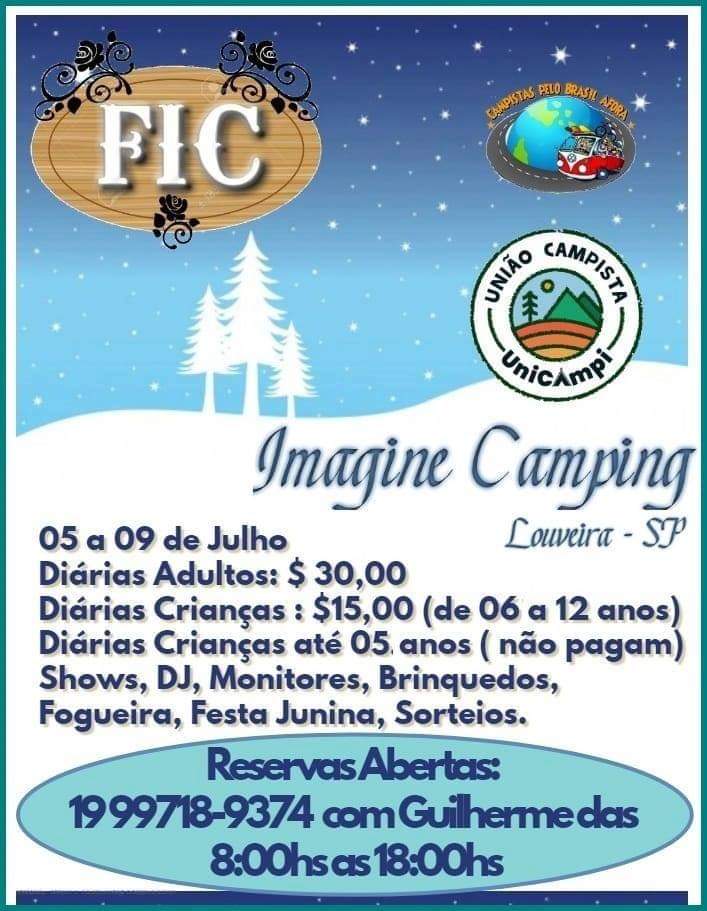 FIC
CAMPISTAS PELO BRASIL AFORA
UNIÃO CAMPISTA
UnicAmpi
Imagine Camping
Louveira - SP
05 a 09 de Julho
Diárias Adultos: $ 30,00
Diárias Crianças : $15,00 (de 06 a 12 anos)
Diárias Crianças até 05 anos ( não pagam)
Shows, DJ, Monitores, Brinquedos,
Fogueira, Festa Junina, Sorteios.
Reservas Abertas:
19 99718-9374 com Guilherme das
8:00hs as 18:00hs